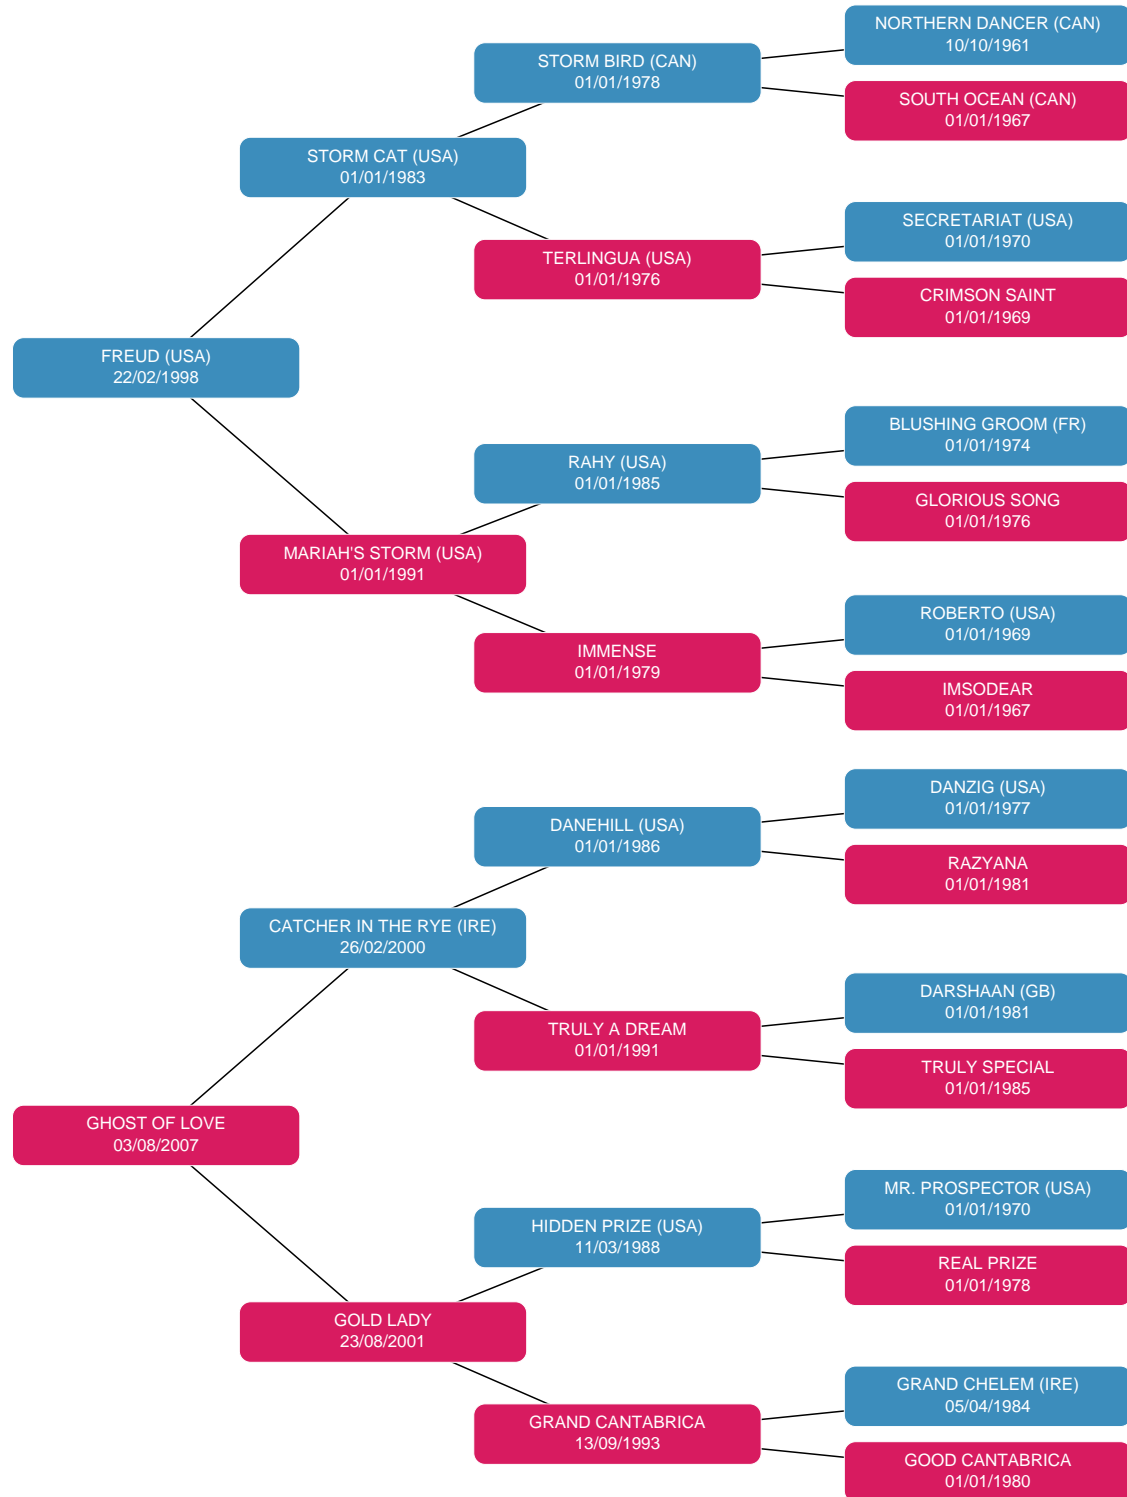 NORTHERN DANCER (CAN)
10/10/1961
STORM BIRD (CAN)
01/01/1978
SOUTH OCEAN (CAN)
01/01/1967
STORM CAT (USA)
01/01/1983
SECRETARIAT (USA)
01/01/1970
TERLINGUA (USA)
01/01/1976
CRIMSON SAINT
01/01/1969
FREUD (USA)
22/02/1998
BLUSHING GROOM (FR)
01/01/1974
RAHY (USA)
01/01/1985
GLORIOUS SONG
01/01/1976
MARIAH'S STORM (USA)
01/01/1991
ROBERTO (USA)
01/01/1969
IMMENSE
01/01/1979
IMSODEAR
01/01/1967
DANZIG (USA)
01/01/1977
DANEHILL (USA)
01/01/1986
RAZYANA
01/01/1981
CATCHER IN THE RYE (IRE)
26/02/2000
DARSHAAN (GB)
01/01/1981
TRULY A DREAM
01/01/1991
TRULY SPECIAL
01/01/1985
GHOST OF LOVE
03/08/2007
MR. PROSPECTOR (USA)
01/01/1970
HIDDEN PRIZE (USA)
11/03/1988
REAL PRIZE
01/01/1978
GOLD LADY
23/08/2001
GRAND CHELEM (IRE)
05/04/1984
GRAND CANTABRICA
13/09/1993
GOOD CANTABRICA
01/01/1980